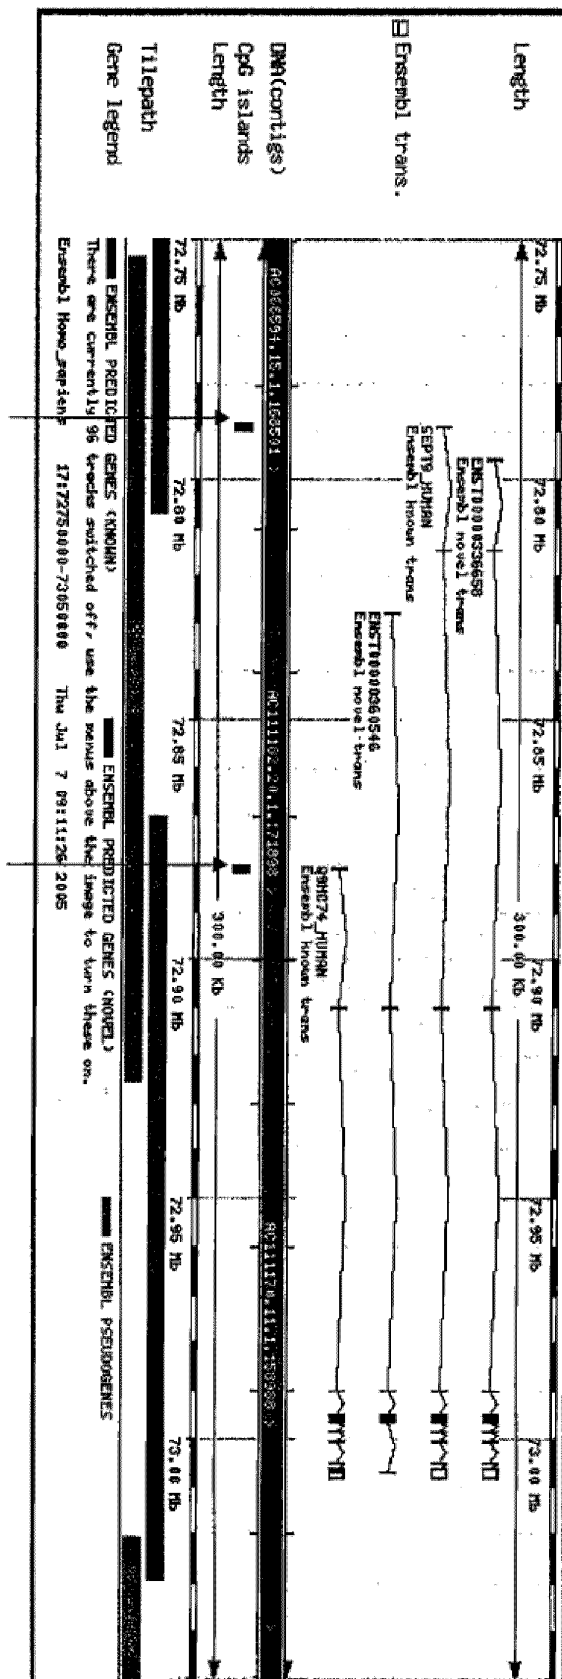 Length
300.00 Kb
72.75 Mb
72.80 Mb
72.85 Mb
72.90 Mb
72.95 Mb
73.00 Mb
Ensembl trans.
ENST00000336658
Ensembl novel trans
SEPT9_HUMAN
Ensembl known trans
ENST00000360546
Ensembl novel trans
Q9HC74_HUMAN
Ensembl known trans
DNA(contigs)
CpG islands
Length
300.00 Kb
72.75 Mb
72.80 Mb
72.85 Mb
72.90 Mb
72.95 Mb
73.00 Mb
Tilepath
Gene legend
ENSEMBL PREDICTED GENES (KNOWN)
ENSEMBL PREDICTED GENES (NOVEL)
ENSEMBL PSEUDOGENES
There are currently 96 tracks switched off, use the menus above the image to turn these on.
Ensembl Homo_sapiens 17:72750000-73050000 Thu Jul 7 09:11:26 2005